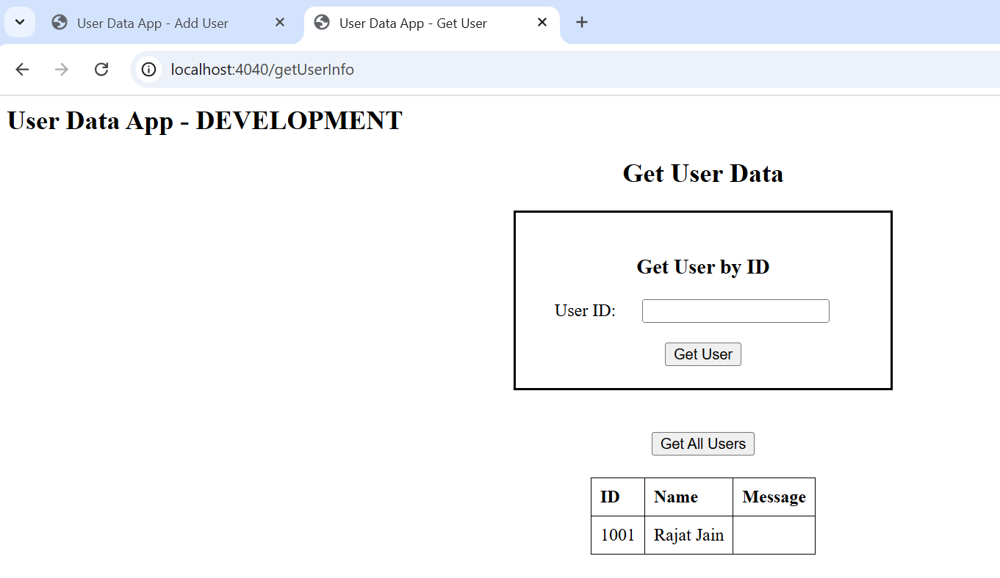 User Data App - Add User
User Data App - Get User
localhost:4040/getUserInfo
User Data App - DEVELOPMENT
Get User Data
Get User by ID
User ID:
Get User
Get All Users
ID Name Message
1001 Rajat Jain